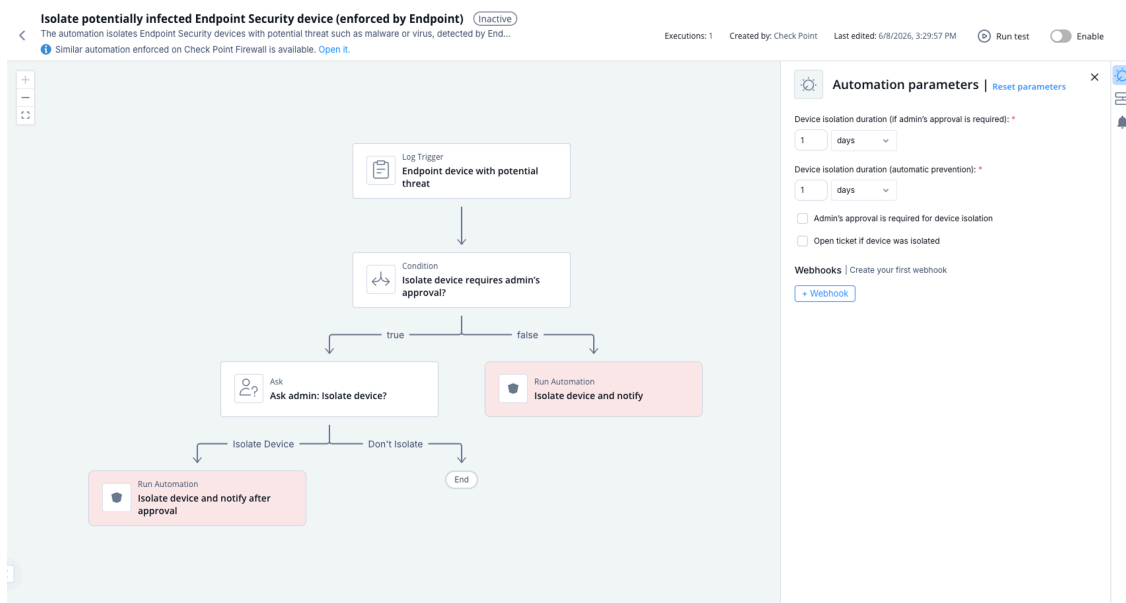 Isolate potentially infected Endpoint Security device (enforced by Endpoint) Inactive
The automation isolates Endpoint Security devices with potential threat such as malware or virus, detected by End...
Similar automation enforced on Check Point Firewall is available. Open it.
Executions: 1 Created by: Check Point Last edited: 6/8/2026, 3:29:57 PM Run test Enable
Automation parameters | Reset parameters
Device isolation duration (if admin's approval is required): *
1 days
Device isolation duration (automatic prevention): *
1 days
Admin's approval is required for device isolation
Open ticket if device was isolated
Webhooks | Create your first webhook
+ Webhook
Log Trigger
Endpoint device with potential
threat
Condition
Isolate device requires admin's
approval?
true false
Ask
Ask admin: Isolate device?
Run Automation
Isolate device and notify
Isolate Device Don't Isolate
Run Automation
Isolate device and notify after
approval
End